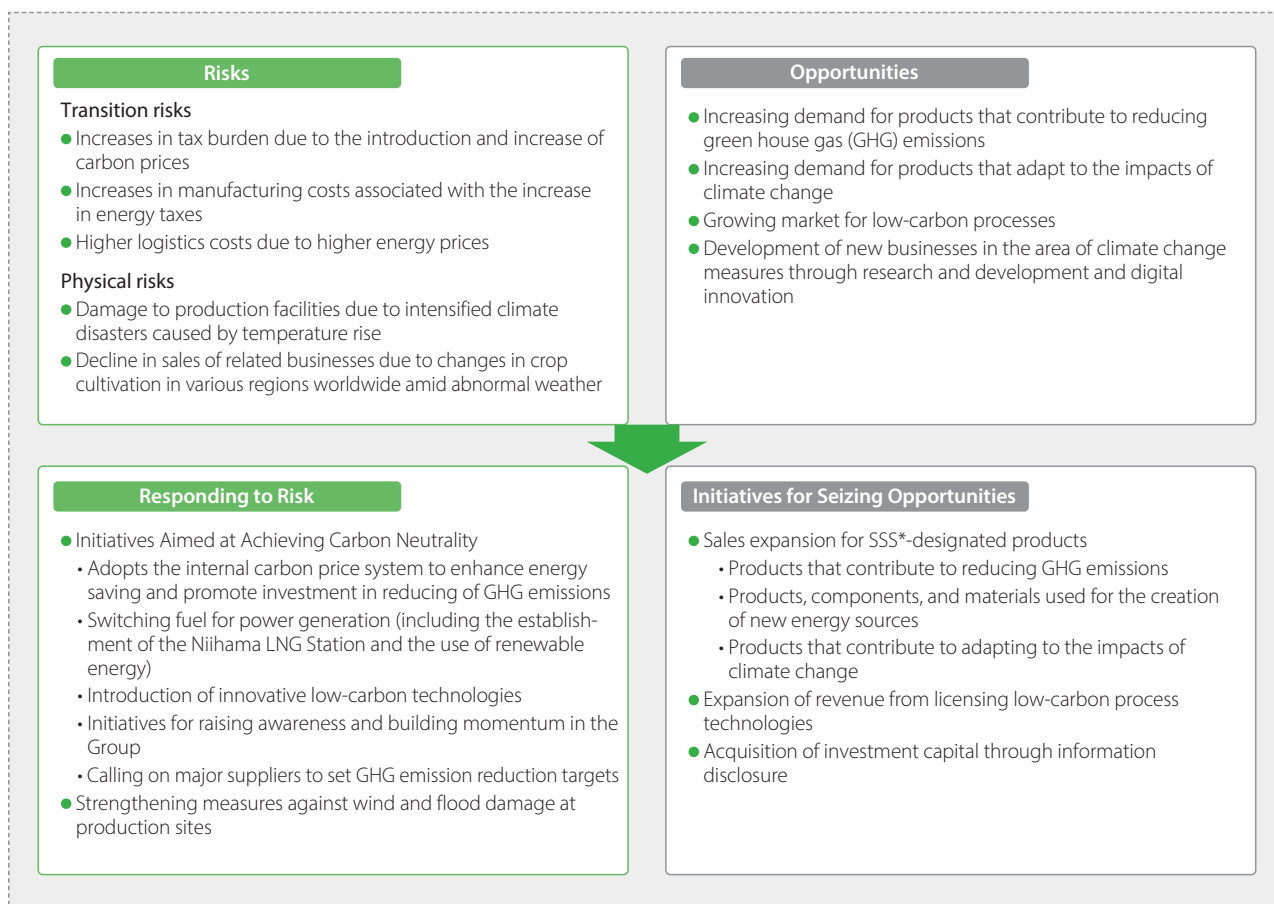 Risks
Transition risks
● Increases in tax burden due to the introduction and increase of
carbon prices
● Increases in manufacturing costs associated with the increase
in energy taxes
● Higher logistics costs due to higher energy prices
Physical risks
● Damage to production facilities due to intensified climate
disasters caused by temperature rise
● Decline in sales of related businesses due to changes in crop
cultivation in various regions worldwide amid abnormal weather
Opportunities
● Increasing demand for products that contribute to reducing
green house gas (GHG) emissions
● Increasing demand for products that adapt to the impacts of
climate change
● Growing market for low-carbon processes
● Development of new businesses in the area of climate change
measures through research and development and digital
innovation
Responding to Risk
● Initiatives Aimed at Achieving Carbon Neutrality
• Adopts the internal carbon price system to enhance energy
saving and promote investment in reducing of GHG emissions
• Switching fuel for power generation (including the establish-
ment of the Niihama LNG Station and the use of renewable
energy)
• Introduction of innovative low-carbon technologies
• Initiatives for raising awareness and building momentum in the
Group
• Calling on major suppliers to set GHG emission reduction targets
● Strengthening measures against wind and flood damage at
production sites
Initiatives for Seizing Opportunities
● Sales expansion for SSS*-designated products
• Products that contribute to reducing GHG emissions
• Products, components, and materials used for the creation
of new energy sources
• Products that contribute to adapting to the impacts of
climate change
● Expansion of revenue from licensing low-carbon process
technologies
● Acquisition of investment capital through information
disclosure